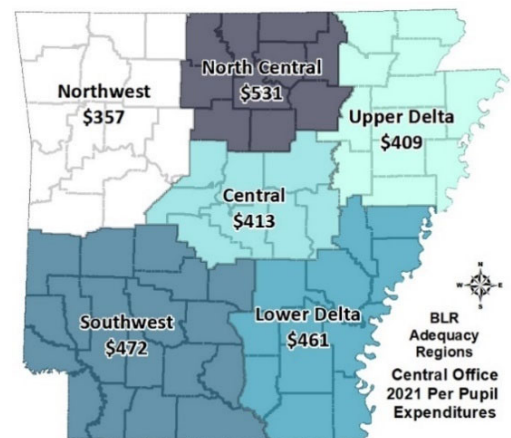 North Central
$531
Northwest
$357
Upper Delta
$409
Central
$413
Southwest
$472
Lower Delta
$461
N
W E
S
BLR
Adequacy
Regions
Central Office
2021 Per Pupil
Expenditures